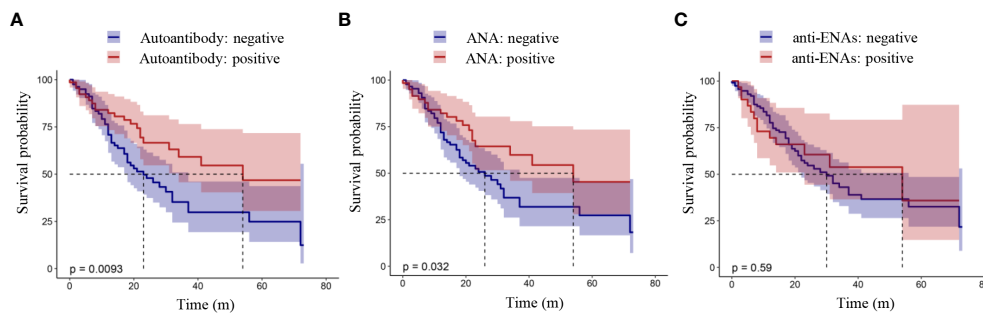 A
Autoantibody: negative
Autoantibody: positive
Survival probability
100
75
50
25
0
p = 0.0093
0 20 40 60 80
Time (m)
B
ANA: negative
ANA: positive
Survival probability
100
75
50
25
0
p = 0.032
0 20 40 60 80
Time (m)
C
anti-ENAs: negative
anti-ENAs: positive
Survival probability
100
75
50
25
0
p = 0.59
0 20 40 60 80
Time (m)